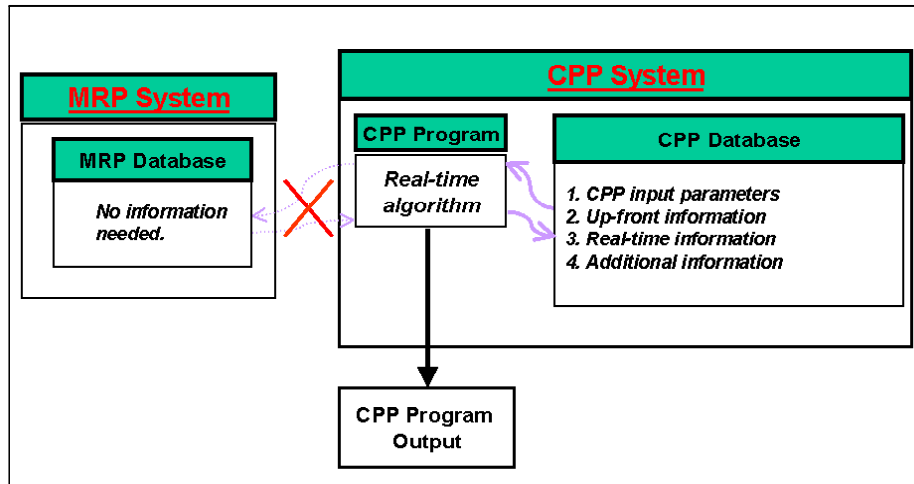 MRP System
MRP Database
No information
needed.
CPP System
CPP Program
Real-time
algorithm
CPP Database
1. CPP input parameters
2. Up-front information
3. Real-time information
4. Additional information
CPP Program
Output